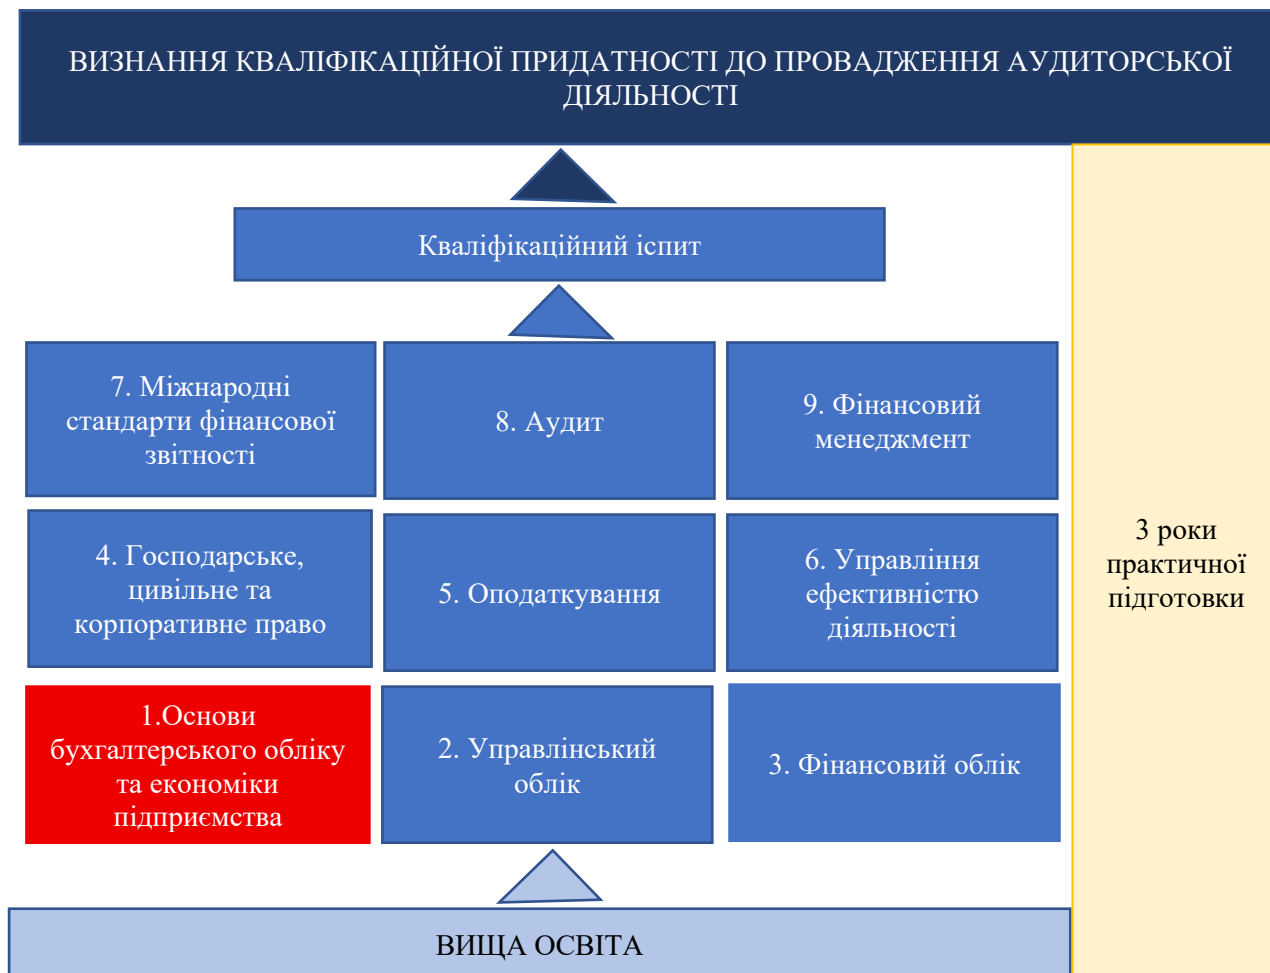 ВИЗНАННЯ КВАЛІФІКАЦІЙНОЇ ПРИДАТНОСТІ ДО ПРОВАДЖЕННЯ АУДИТОРСЬКОЇ
ДІЯЛЬНОСТІ
Кваліфікаційний іспит
7. Міжнародні
стандарти фінансової
звітності
8. Аудит
9. Фінансовий
менеджмент
4. Господарське,
цивільне та
корпоративне право
5. Оподаткування
6. Управління
ефективністю
діяльності
1.Основи
бухгалтерського обліку
та економіки
підприємства
2. Управлінський
облік
3. Фінансовий облік
3 роки
практичної
підготовки
ВИЩА ОСВІТА